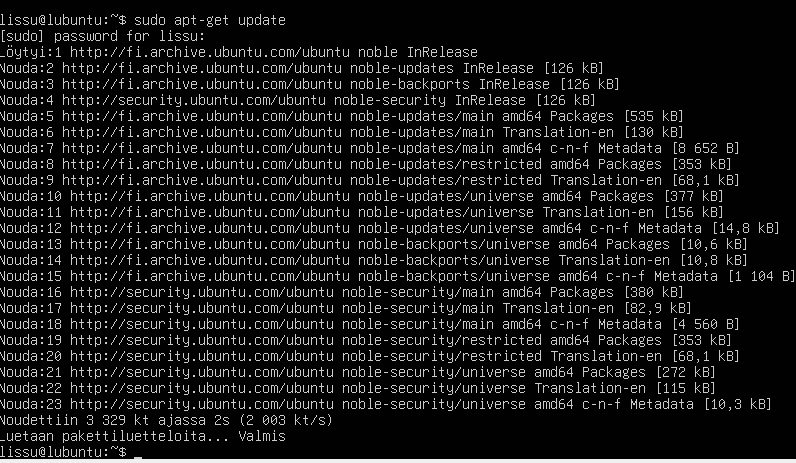 lissu@lubuntu:~$ sudo apt-get update
[sudo] password for lissu:
Löytyi:1 http://fi.archive.ubuntu.com/ubuntu noble InRelease
Nouda:2 http://fi.archive.ubuntu.com/ubuntu noble-updates InRelease [126 kB]
Nouda:3 http://fi.archive.ubuntu.com/ubuntu noble-backports InRelease [126 kB]
Nouda:4 http://security.ubuntu.com/ubuntu noble-security InRelease [126 kB]
Nouda:5 http://fi.archive.ubuntu.com/ubuntu noble-updates/main amd64 Packages [535 kB]
Nouda:6 http://fi.archive.ubuntu.com/ubuntu noble-updates/main Translation-en [130 kB]
Nouda:7 http://fi.archive.ubuntu.com/ubuntu noble-updates/main amd64 c-n-f Metadata [8 652 B]
Nouda:8 http://fi.archive.ubuntu.com/ubuntu noble-updates/restricted amd64 Packages [353 kB]
Nouda:9 http://fi.archive.ubuntu.com/ubuntu noble-updates/restricted Translation-en [68,1 kB]
Nouda:10 http://fi.archive.ubuntu.com/ubuntu noble-updates/universe amd64 Packages [377 kB]
Nouda:11 http://fi.archive.ubuntu.com/ubuntu noble-updates/universe Translation-en [156 kB]
Nouda:12 http://fi.archive.ubuntu.com/ubuntu noble-updates/universe amd64 c-n-f Metadata [14,8 kB]
Nouda:13 http://fi.archive.ubuntu.com/ubuntu noble-backports/universe amd64 Packages [10,6 kB]
Nouda:14 http://fi.archive.ubuntu.com/ubuntu noble-backports/universe Translation-en [10,8 kB]
Nouda:15 http://fi.archive.ubuntu.com/ubuntu noble-backports/universe amd64 c-n-f Metadata [1 104 B]
Nouda:16 http://security.ubuntu.com/ubuntu noble-security/main amd64 Packages [380 kB]
Nouda:17 http://security.ubuntu.com/ubuntu noble-security/main Translation-en [82,9 kB]
Nouda:18 http://security.ubuntu.com/ubuntu noble-security/main amd64 c-n-f Metadata [4 560 B]
Nouda:19 http://security.ubuntu.com/ubuntu noble-security/restricted amd64 Packages [353 kB]
Nouda:20 http://security.ubuntu.com/ubuntu noble-security/restricted Translation-en [68,1 kB]
Nouda:21 http://security.ubuntu.com/ubuntu noble-security/universe amd64 Packages [272 kB]
Nouda:22 http://security.ubuntu.com/ubuntu noble-security/universe Translation-en [115 kB]
Nouda:23 http://security.ubuntu.com/ubuntu noble-security/universe amd64 c-n-f Metadata [10,3 kB]
Noudettiin 3 329 kt ajassa 2s (2 003 kt/s)
Luetaan pakettiluetteloita... Valmis
lissu@lubuntu:~$ _